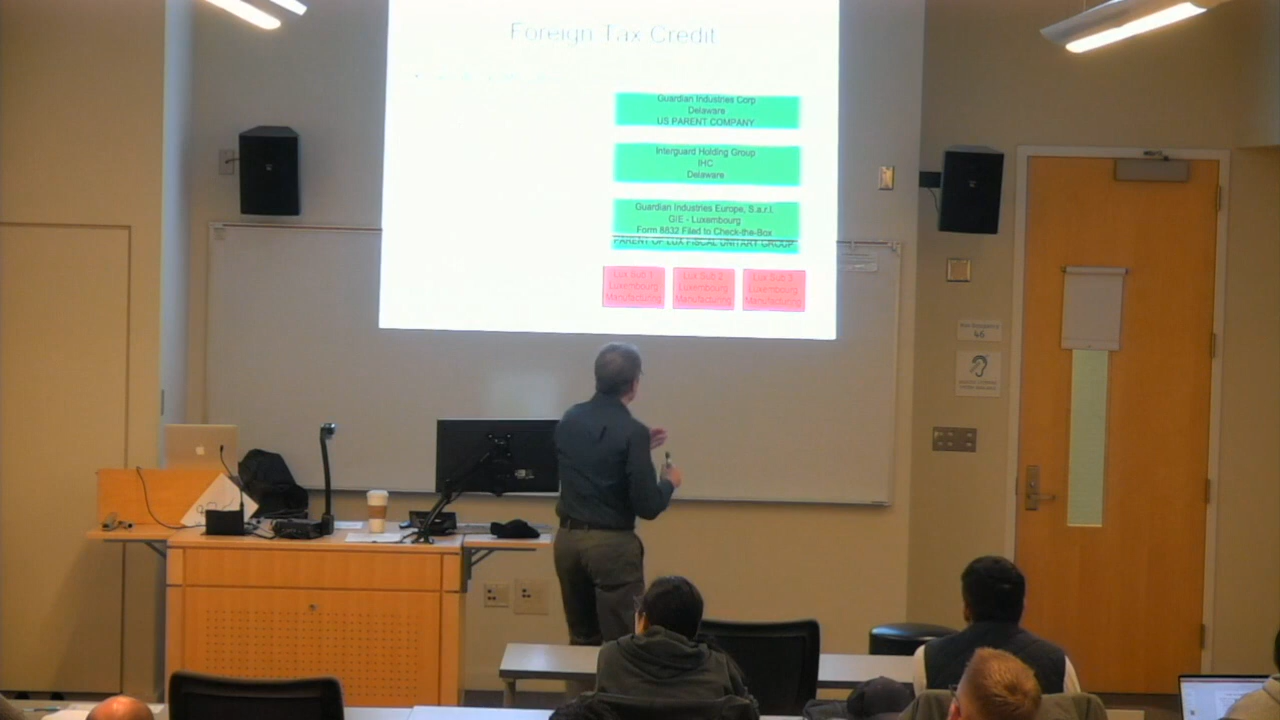 Foreign Tax Credit
Guardian Industries Corp
Delaware
US PARENT COMPANY
Interguard Holding Group
IHC
Delaware
Guardian Industries Europe, S.a.r.l.
GIE - Luxembourg
Form 8832 Filed to Check-the-Box
PARENT OF LUX FISCAL UNITARY GROUP
Lux Sub 1
Luxembourg
Manufacturing
Lux Sub 2
Luxembourg
Manufacturing
Lux Sub 3
Luxembourg
Manufacturing
46